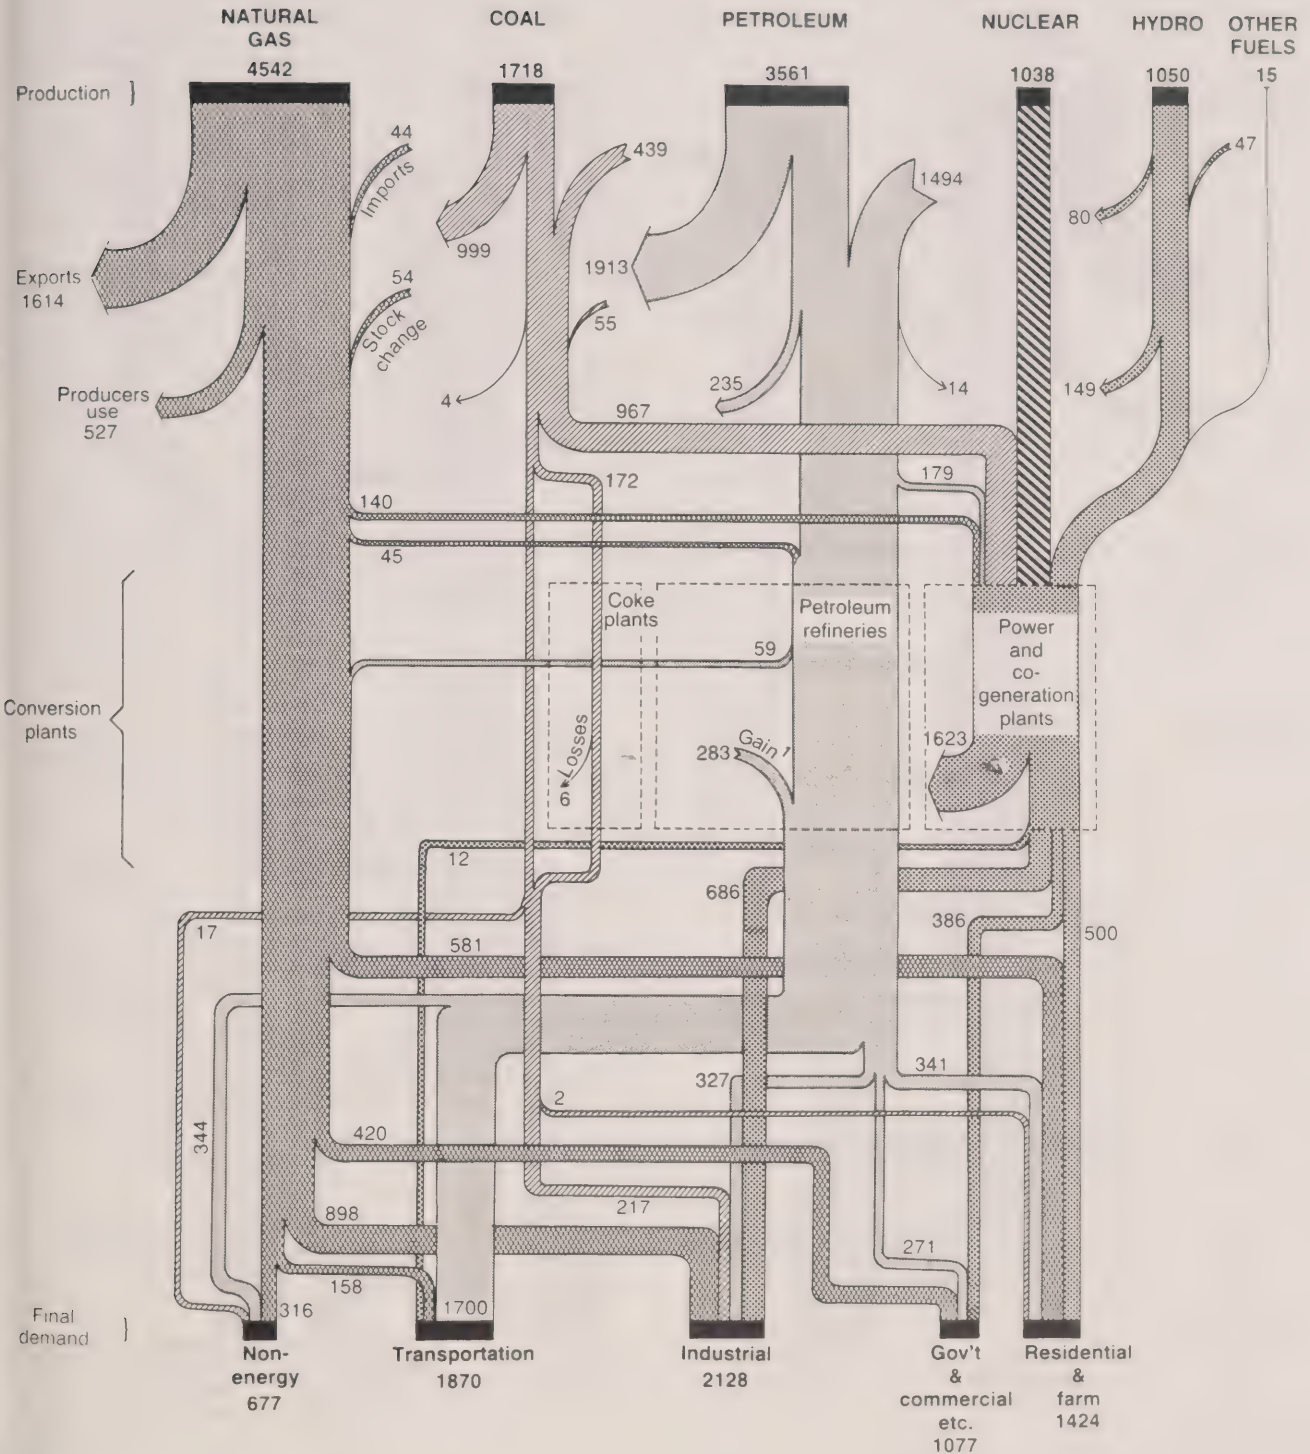 NATURAL
GAS
COAL
PETROLEUM
NUCLEAR
HYDRO
OTHER
FUELS
4542
1718
3561
1038
1050
15
Production }
44
Imports
439
1494
47
80
999
1913
Exports
1614
54
Stock
change
55
235
14
149
Producers
use
527
4
967
172
179
140
45
Coke
plants
Petroleum
refineries
Power
and
co-
generation
plants
59
Conversion
plants
Losses
6
283
Gain 1
1623
12
686
386
17
581
500
327
341
2
344
420
898
217
271
158
316
1700
Final
demand }
Non-
energy
677
Transportation
1870
Industrial
2128
Gov't
&
commercial
etc.
1077
Residential
&
farm
1424